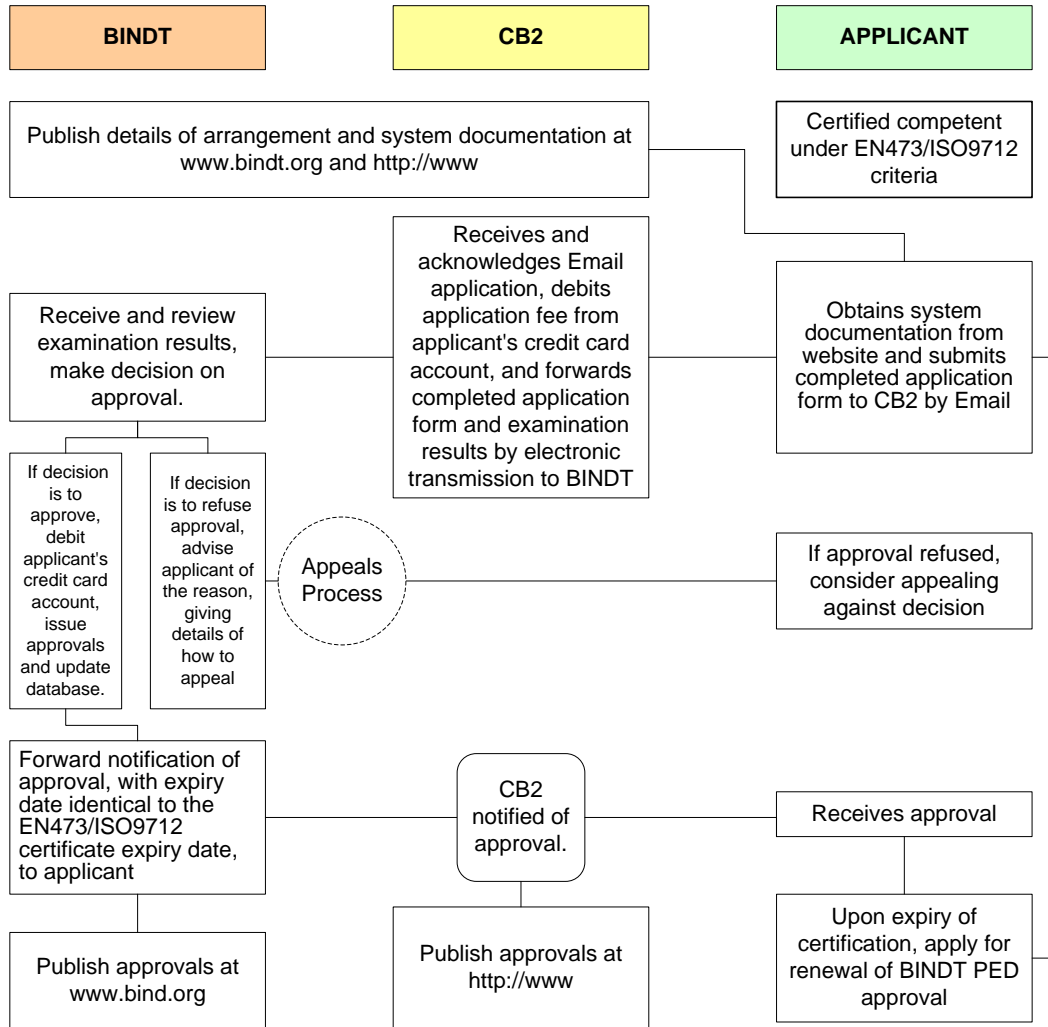 BINDT
CB2
APPLICANT
Publish details of arrangement and system documentation at
www.bindt.org and http://www
Certified competent
under EN473/ISO9712
criteria
Receives and
acknowledges Email
application, debits
application fee from
applicant's credit card
account, and forwards
completed application
form and examination
results by electronic
transmission to BINDT
Obtains system
documentation from
website and submits
completed application
form to CB2 by Email
Receive and review
examination results,
make decision on
approval.
If decision
is to
approve,
debit
applicant's
credit card
account,
issue
approvals
and update
database.
If decision
is to refuse
approval,
advise
applicant of
the reason,
giving
details of
how to
appeal
Appeals
Process
If approval refused,
consider appealing
against decision
Forward notification of
approval, with expiry
date identical to the
EN473/ISO9712
certificate expiry date,
to applicant
CB2
notified of
approval.
Receives approval
Publish approvals at
www.bind.org
Publish approvals at
http://www
Upon expiry of
certification, apply for
renewal of BINDT PED
approval